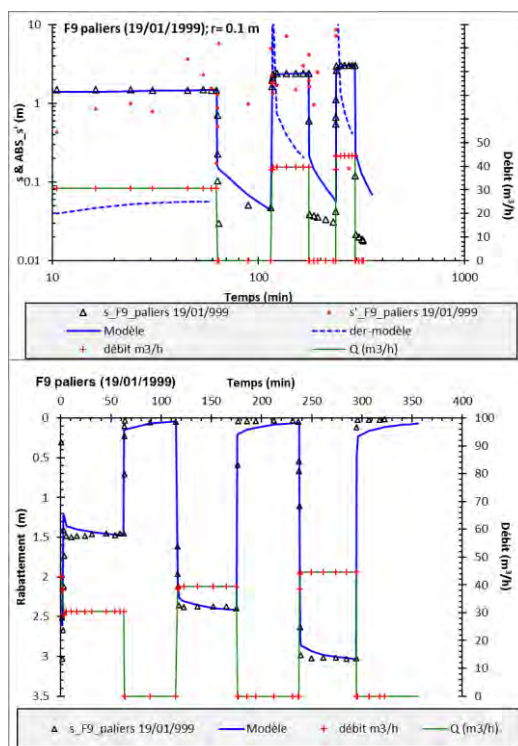 F9 paliers (19/01/1999); r= 0.1 m
10
1
0.1
0.01
s & ABS_s' (m)
50
40
30
20
10
0
Débit (m³/h)
10 100 1000
Temps (min)
s_F9_paliers 19/01/999
s'_F9_paliers 19/01/999
Modèle
der-modèle
débit m3/h
Q (m3/h)
F9 paliers (19/01/1999)
Temps (min)
0 50 100 150 200 250 300 350 400
0
0.5
1
1.5
2
2.5
3
3.5
Rabattement (m)
100
90
80
70
60
50
40
30
20
10
0
Débit (m³/h)
s_F9_paliers 19/01/999
Modèle
débit m3/h
Q (m3/h)